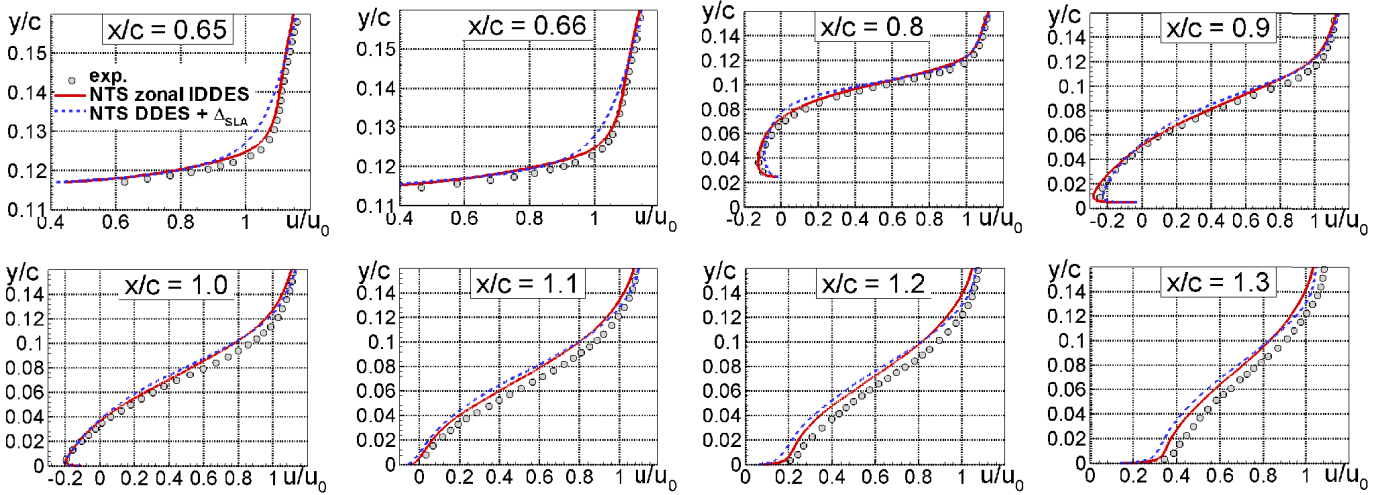 y/c
x/c = 0.65
0.15
exp.
0.14
NTS zonal IDDES
NTS DDES + Δ_SLA
0.13
0.12
0.11
0.4 0.6 0.8 1 u/u₀
y/c
x/c = 0.66
0.15
0.14
0.13
0.12
0.11
0.4 0.6 0.8 1 u/u₀
y/c
x/c = 0.8
0.14
0.12
0.1
0.08
0.06
0.04
0.02
0
-0.2 0 0.2 0.4 0.6 0.8 1 u/u₀
y/c
x/c = 0.9
0.14
0.12
0.1
0.08
0.06
0.04
0.02
0
-0.2 0 0.2 0.4 0.6 0.8 1 u/u₀
y/c
x/c = 1.0
0.14
0.12
0.1
0.08
0.06
0.04
0.02
0
-0.2 0 0.2 0.4 0.6 0.8 1 u/u₀
y/c
x/c = 1.1
0.14
0.12
0.1
0.08
0.06
0.04
0.02
0
0 0.2 0.4 0.6 0.8 1 u/u₀
y/c
x/c = 1.2
0.14
0.12
0.1
0.08
0.06
0.04
0.02
0
0 0.2 0.4 0.6 0.8 1 u/u₀
y/c
x/c = 1.3
0.14
0.12
0.1
0.08
0.06
0.04
0.02
0
0 0.2 0.4 0.6 0.8 1 u/u₀